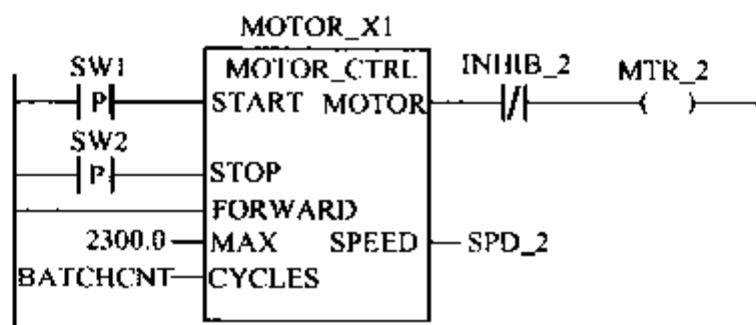 MOTOR_X1
SW1
MOTOR_CTRL
INHIB_2
MTR_2
P
START
MOTOR
SW2
P
STOP
FORWARD
2300.0
MAX
SPEED
SPD_2
BATCHCNT
CYCLES